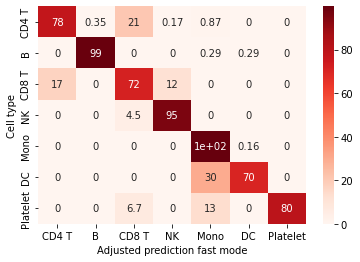 CD4 T 78 0.35 21 0.17 0.87 0 0
B 0 99 0 0 0.29 0.29 0
CD8 T 17 0 72 12 0 0 0
NK 0 0 4.5 95 0 0 0
Mono 0 0 0 0 1e+02 0.16 0
DC 0 0 0 0 30 70 0
Platelet 0 0 6.7 0 13 0 80
CD4 T B CD8 T NK Mono DC Platelet
Adjusted prediction fast mode
Cell type
80
60
40
20
0